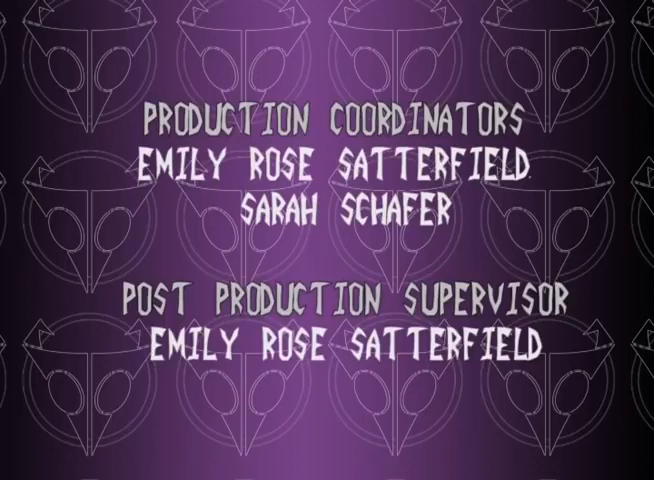 PRODUCTION COORDINATORS
EMILY ROSE SATTERFIELD
SARAH SCHAFER
POST PRODUCTION SUPERVISOR
EMILY ROSE SATTERFIELD